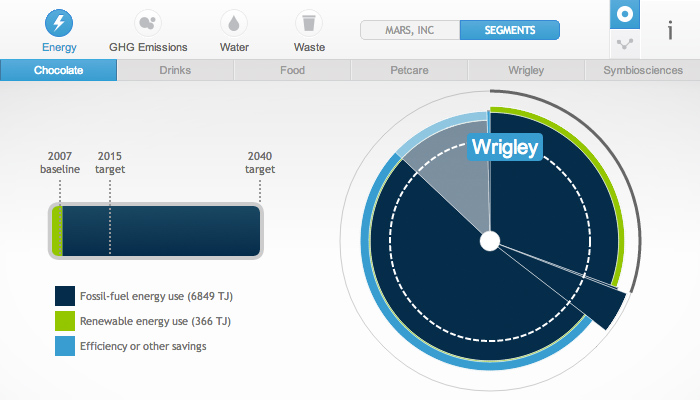 MARS, INC
SEGMENTS
i
Energy
GHG Emissions
Water
Waste
Chocolate
Drinks
Food
Petcare
Wrigley
Symbiosciences
2007
baseline
2015
target
2040
target
Wrigley
Fossil-fuel energy use (6849 TJ)
Renewable energy use (366 TJ)
Efficiency or other savings